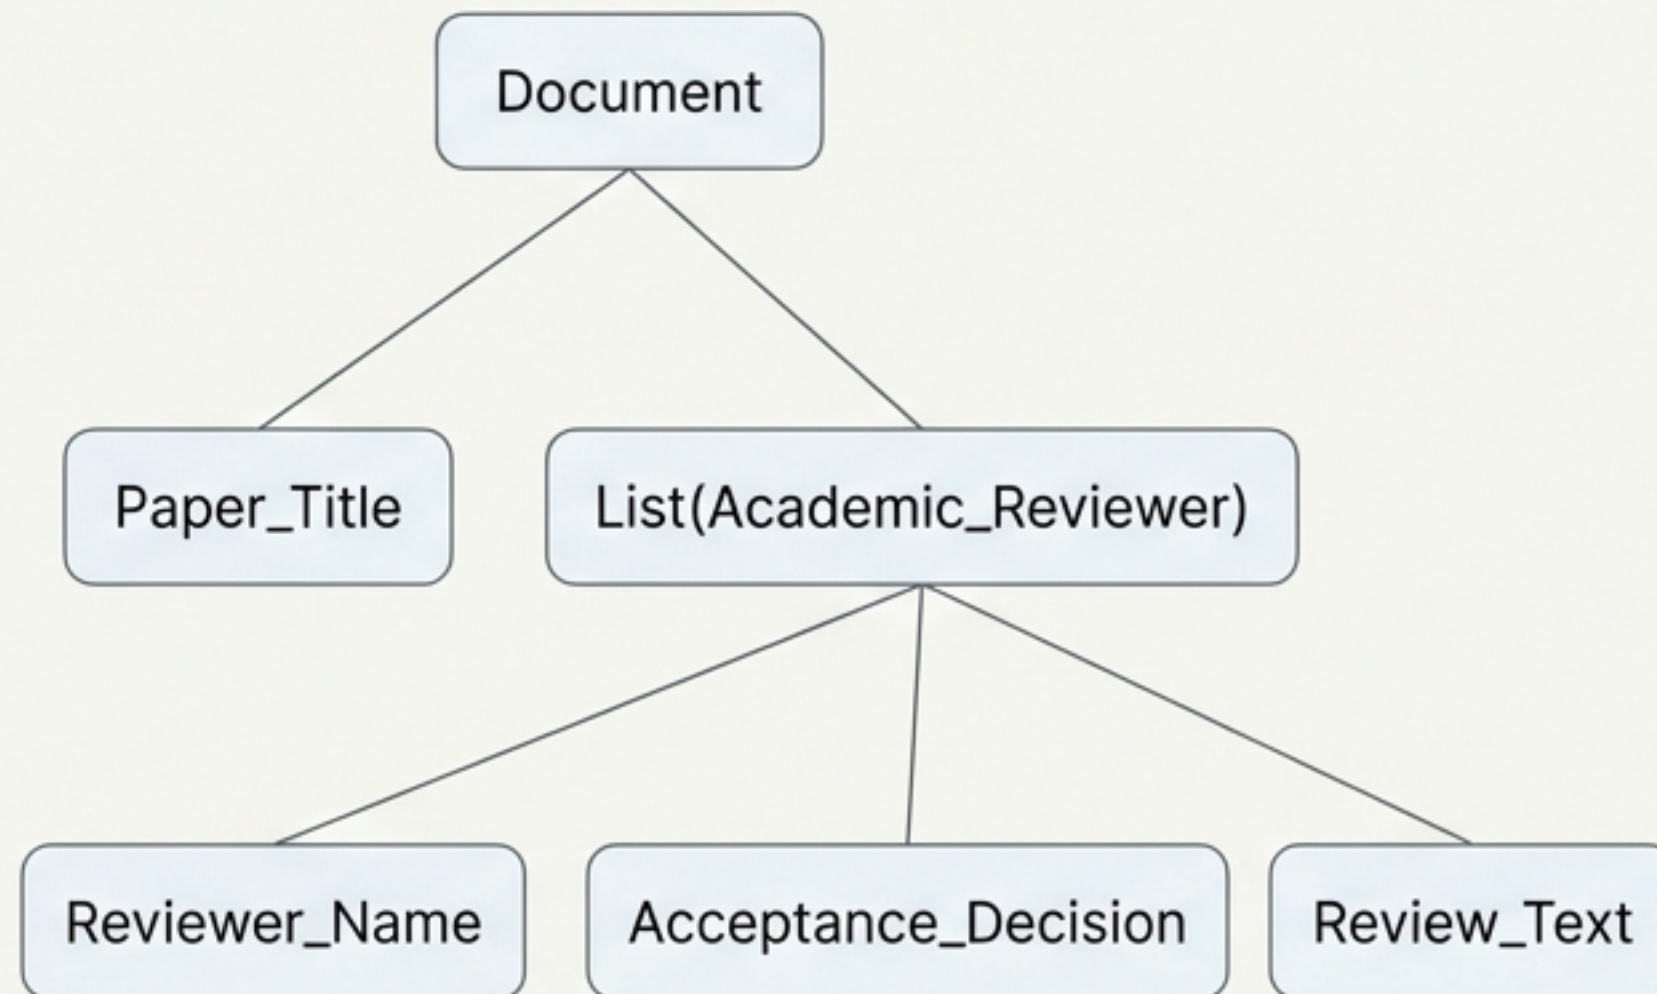 Document
Paper_Title
List(Academic_Reviewer)
Reviewer_Name
Acceptance_Decision
Review_Text